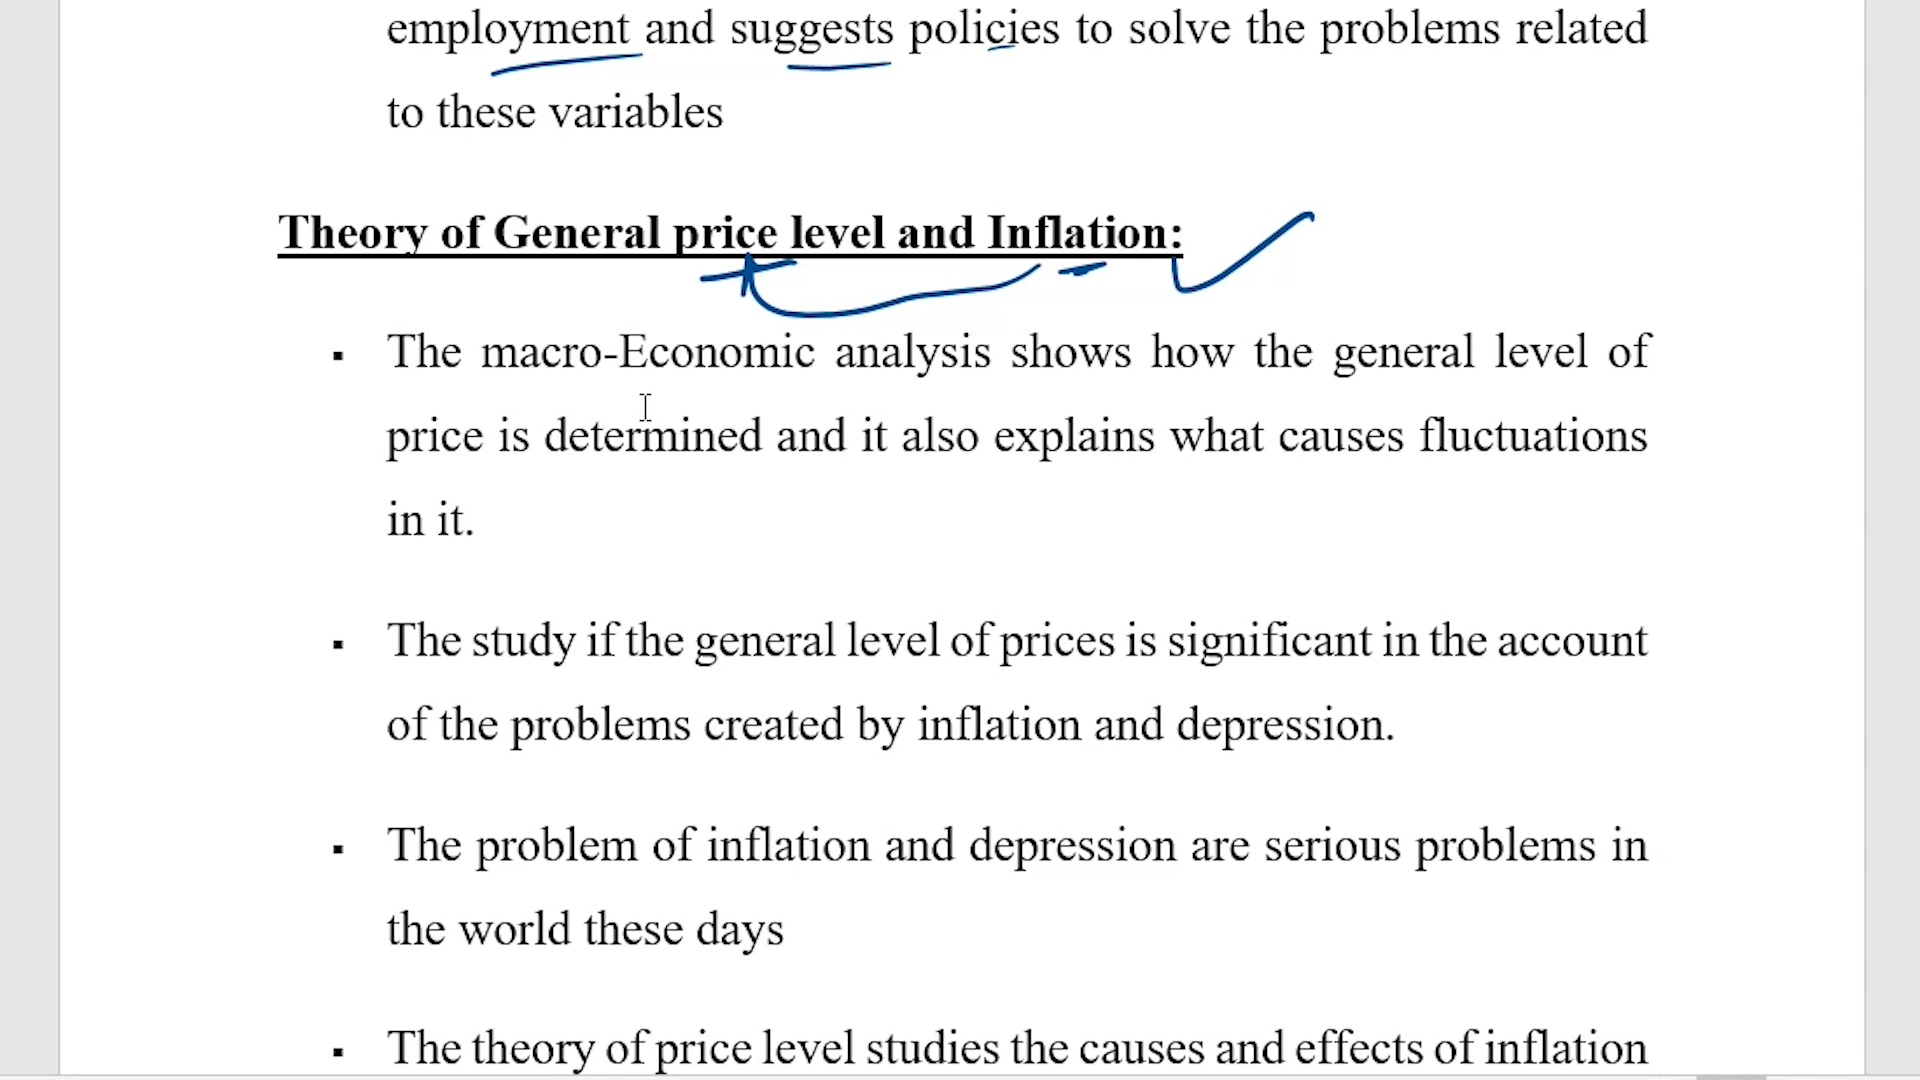 employment and suggests policies to solve the problems related
to these variables
Theory of General price level and Inflation:
▪ The macro-Economic analysis shows how the general level of
price is determined and it also explains what causes fluctuations
in it.
▪ The study if the general level of prices is significant in the account
of the problems created by inflation and depression.
▪ The problem of inflation and depression are serious problems in
the world these days
▪ The theory of price level studies the causes and effects of inflation